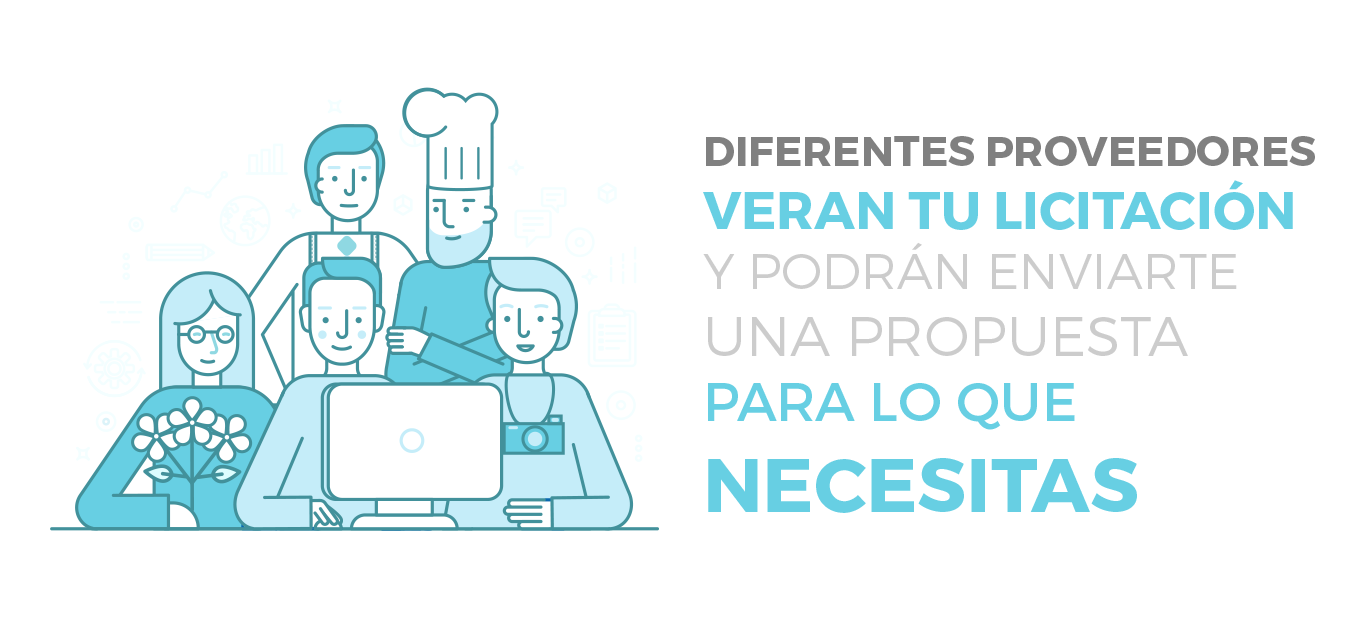 DIFERENTES PROVEEDORES
VERAN TU LICITACIÓN
Y PODRÁN ENVIARTE
UNA PROPUESTA
PARA LO QUE
NECESITAS